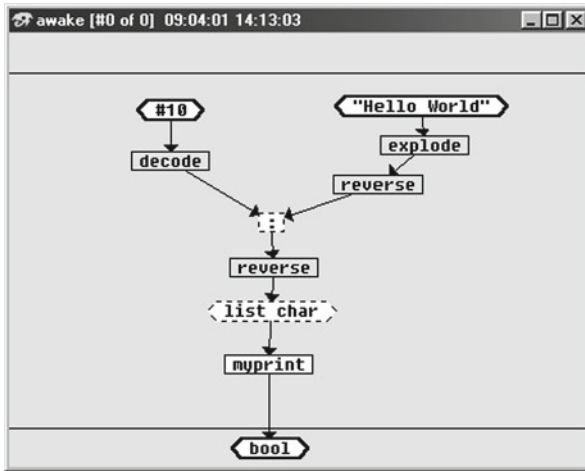 awake [#0 of 0] 09:04:01 14:13:03
#10
"Hello World"
decode
explode
reverse
:
reverse
list char
myprint
bool